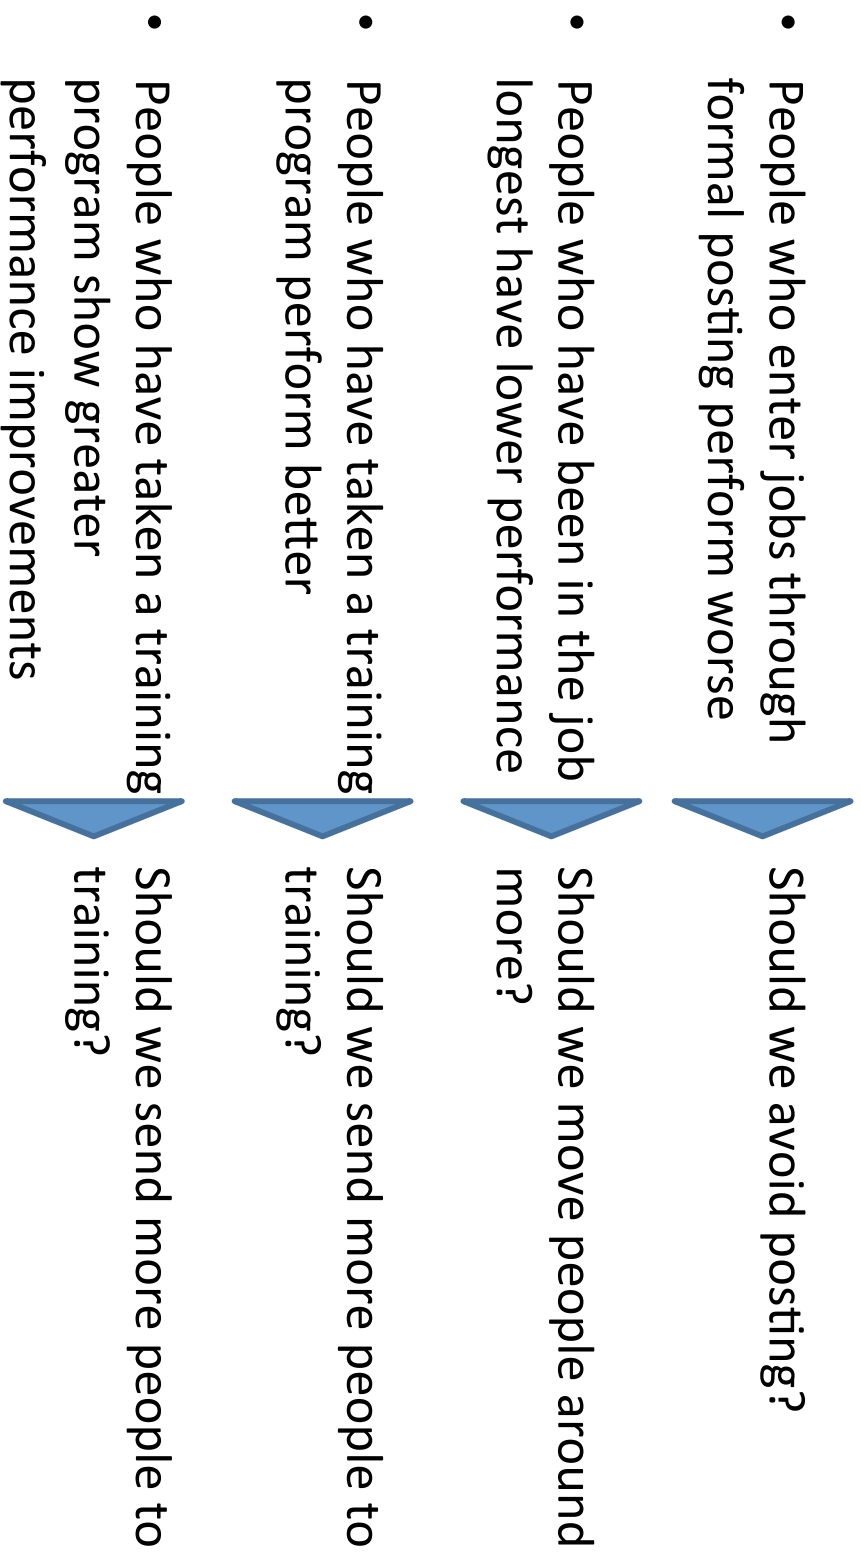 • People who enter jobs through
formal posting perform worse
Should we avoid posting?
• People who have been in the job
longest have lower performance
Should we move people around
more?
• People who have taken a training
program perform better
Should we send more people to
training?
• People who have taken a training
program show greater
performance improvements
Should we send more people to
training?